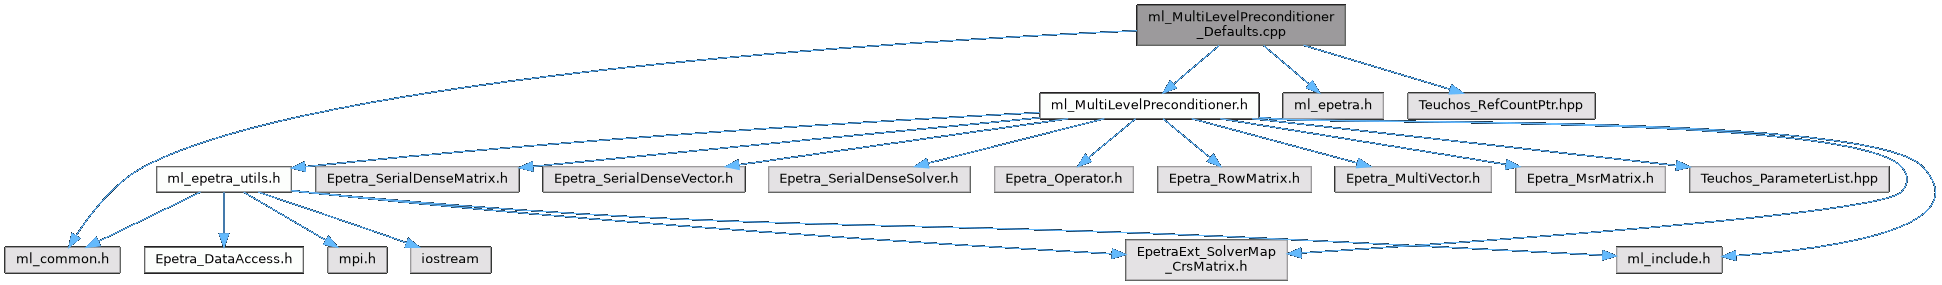 ml_MultiLevelPreconditioner
_Defaults.cpp
ml_MultiLevelPreconditioner.h
ml_epetra.h
Teuchos_RefCountPtr.hpp
ml_epetra_utils.h
Epetra_SerialDenseMatrix.h
Epetra_SerialDenseVector.h
Epetra_SerialDenseSolver.h
Epetra_Operator.h
Epetra_RowMatrix.h
Epetra_MultiVector.h
Epetra_MsrMatrix.h
Teuchos_ParameterList.hpp
ml_common.h
Epetra_DataAccess.h
mpi.h
iostream
EpetraExt_SolverMap
_CrsMatrix.h
ml_include.h